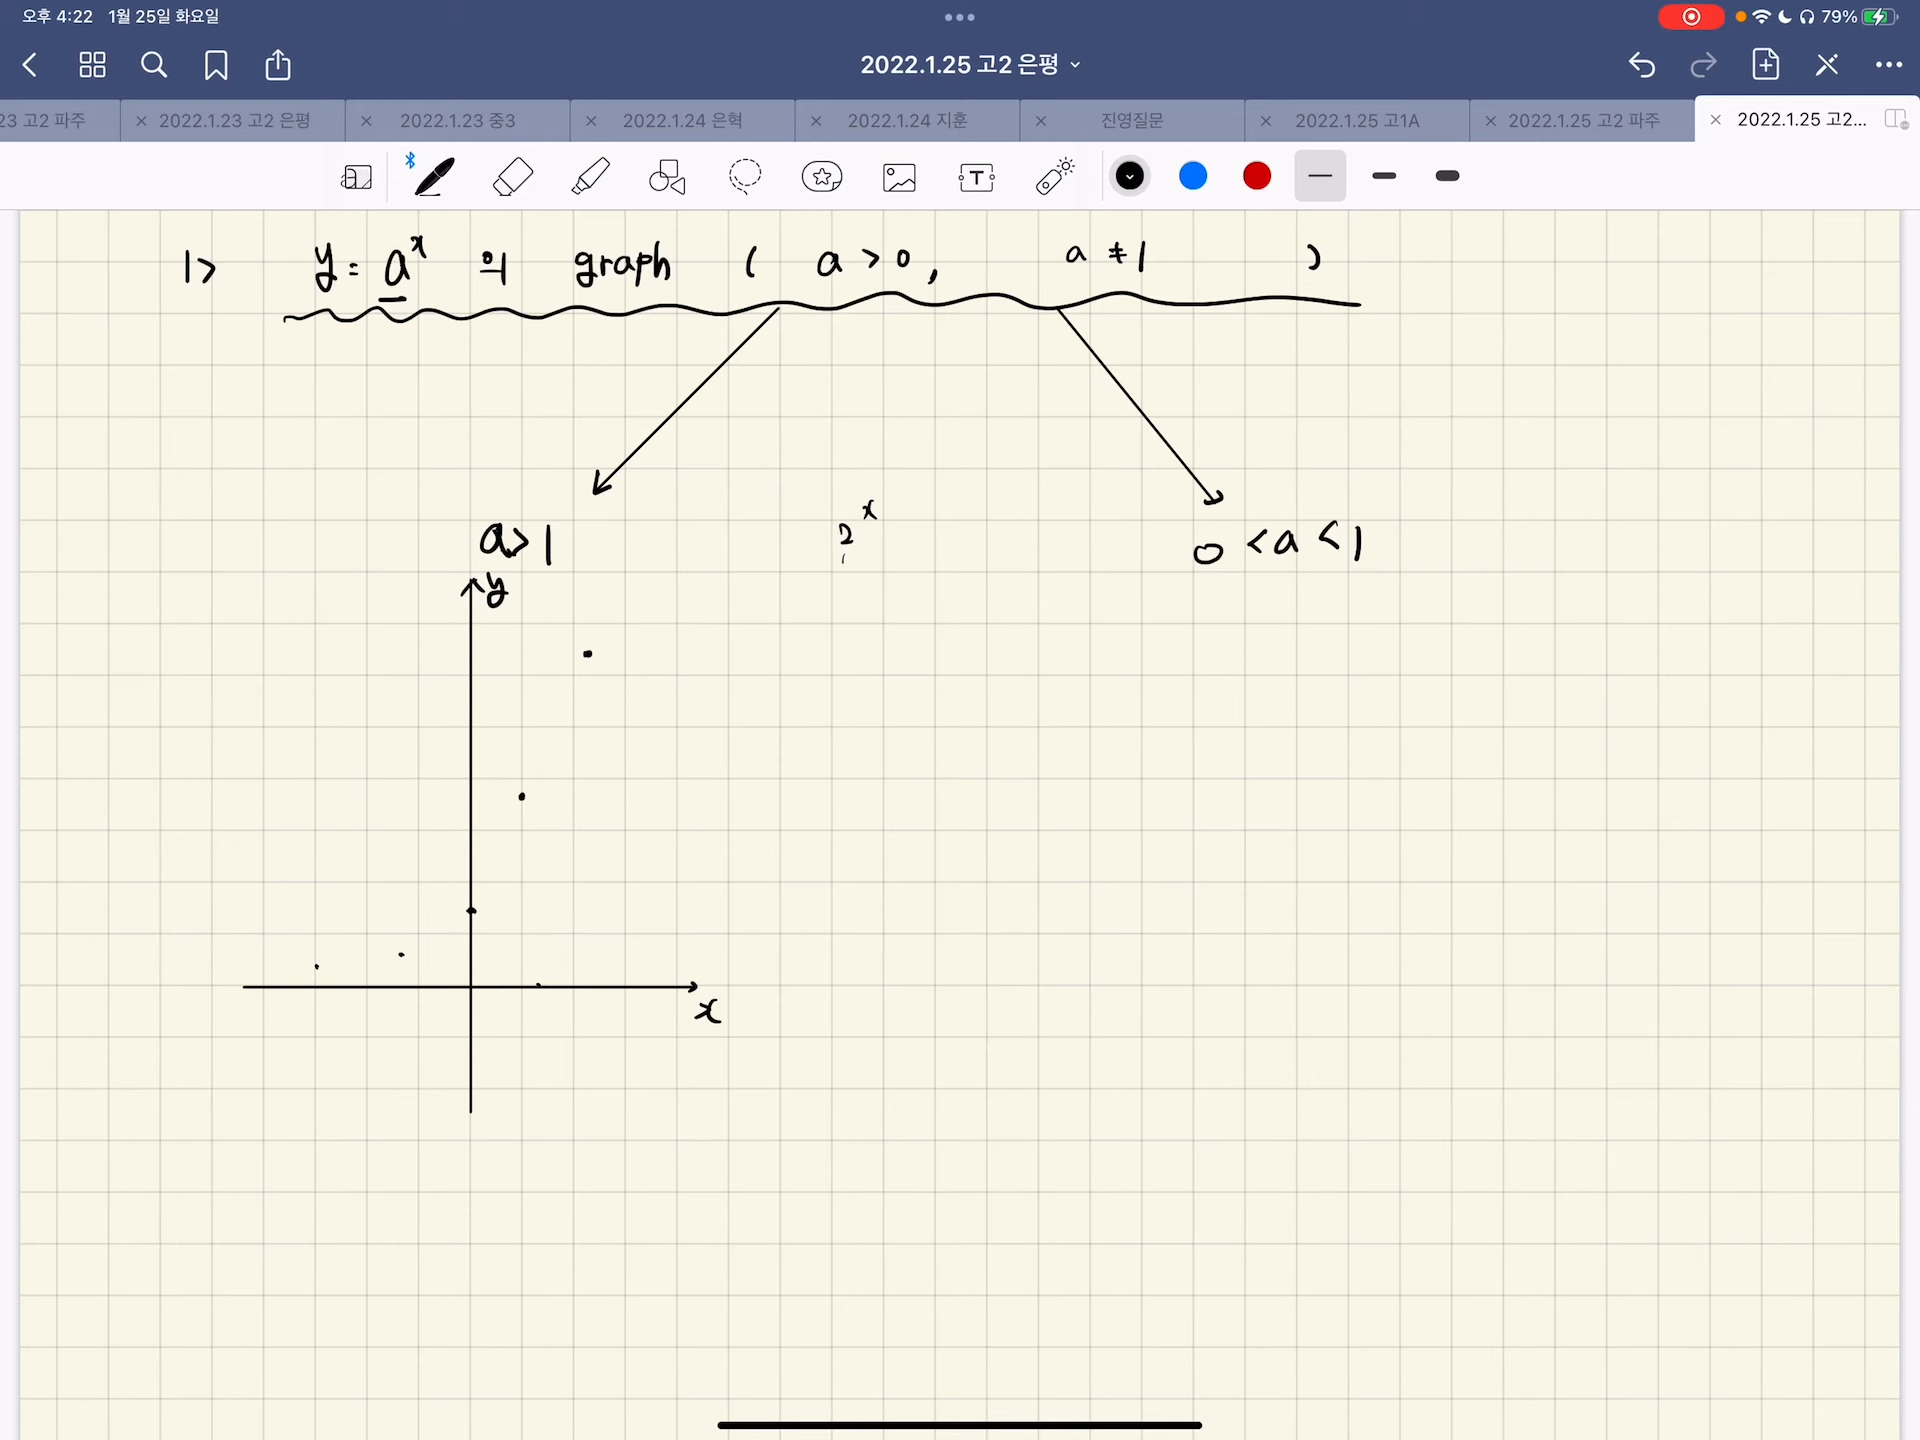 오후 4:22 1월 25일 화요일
79%
2022.1.25 고2 은평
23 고2 파주
2022.1.23 고2 은평
2022.1.23 중3
2022.1.24 은혁
2022.1.24 지훈
진영질문
2022.1.25 고1A
2022.1.25 고2 파주
2022.1.25 고2...
1> y = a^x 의 graph ( a > 0, a ≠ 1 )
a > 1
2^x
0 < a < 1
y
x